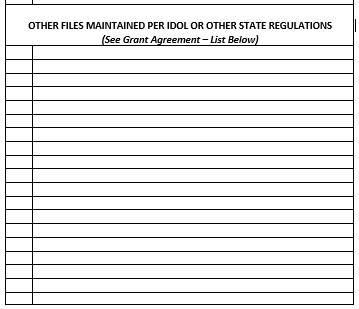 OTHER FILES MAINTAINED PER IDOL OR OTHER STATE REGULATIONS
(See Grant Agreement – List Below)